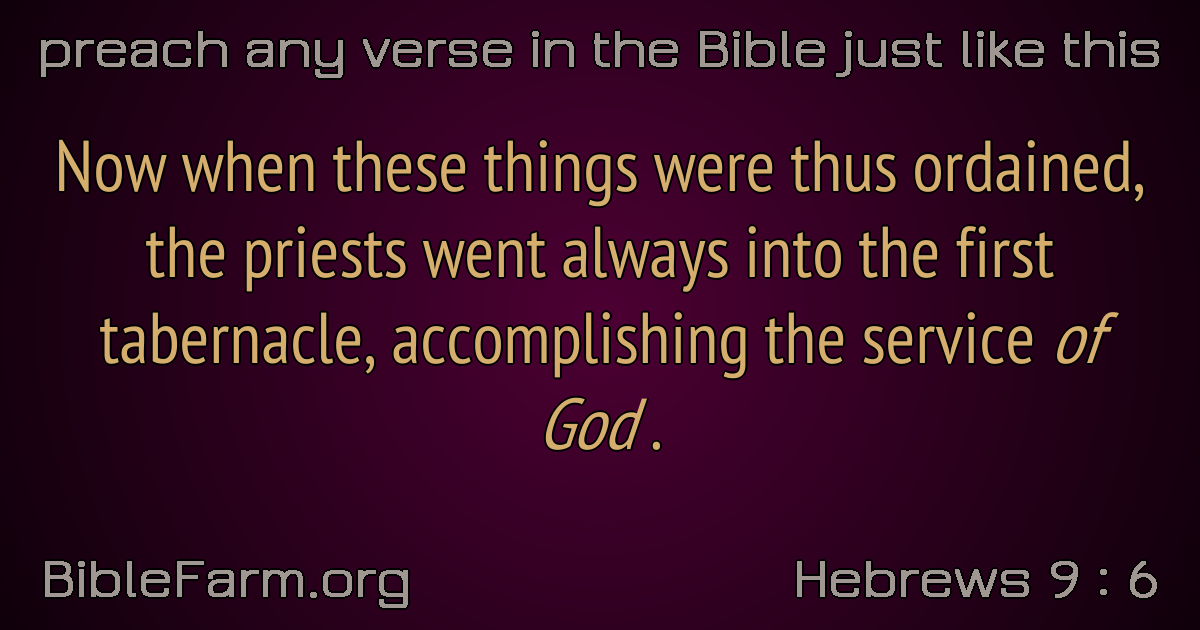 preach any verse in the Bible just like this
Now when these things were thus ordained,
the priests went always into the first
tabernacle, accomplishing the service of
God .
BibleFarm.org
Hebrews 9 : 6